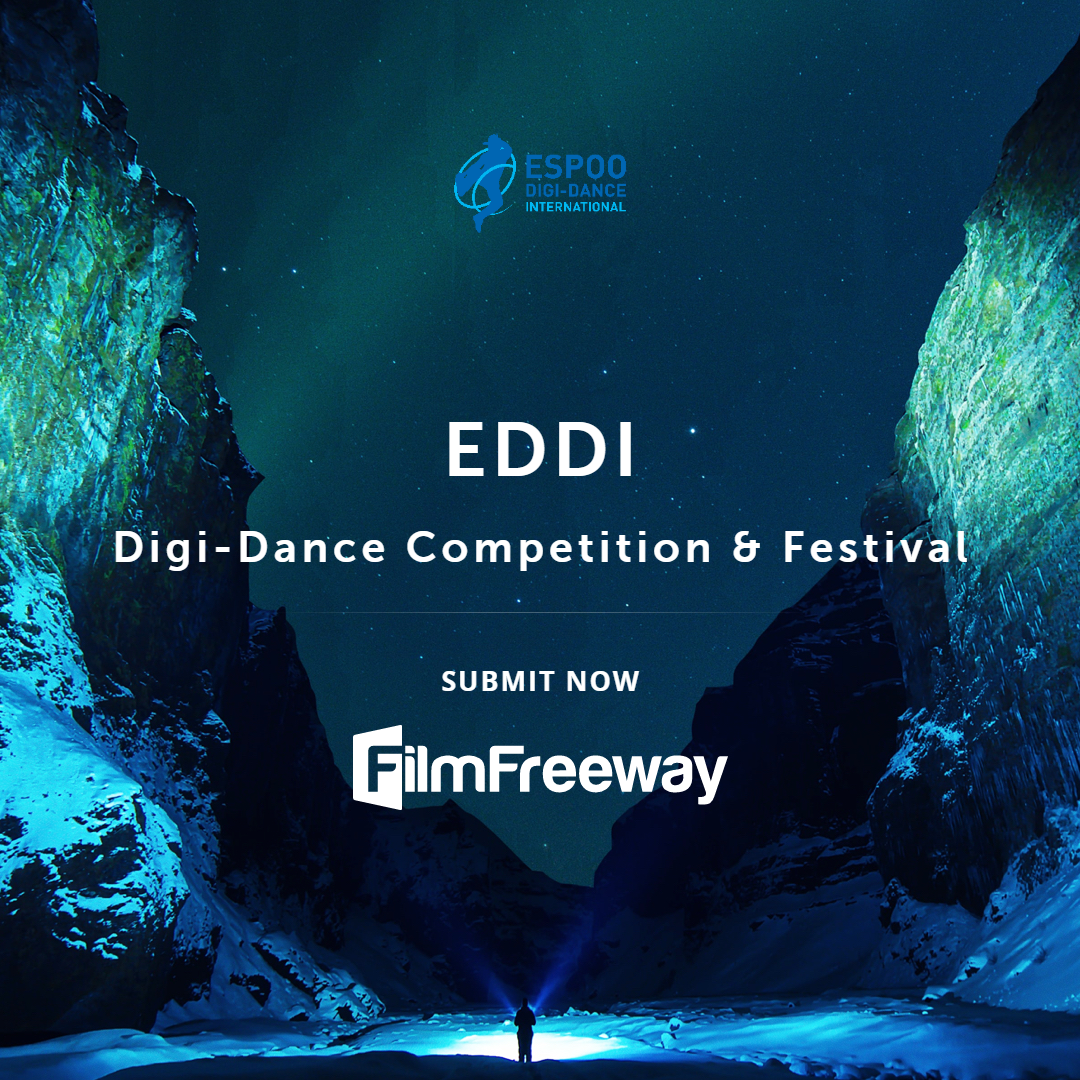 ESPOO
DIGI-DANCE
INTERNATIONAL
EDDI
Digi-Dance Competition & Festival
SUBMIT NOW
FilmFreeway